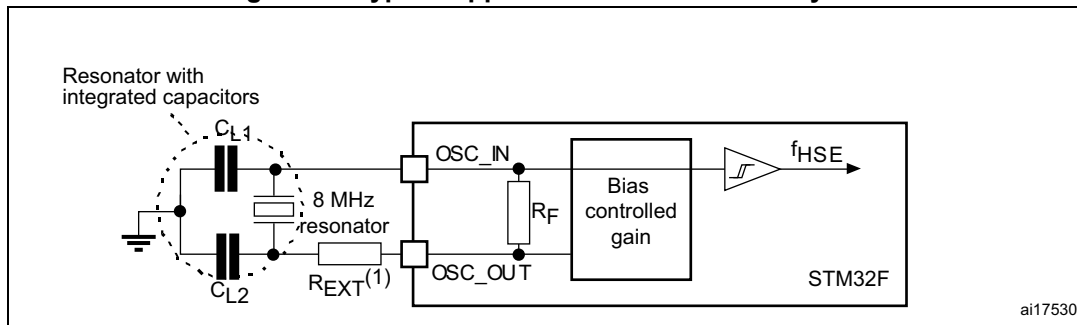 Resonator with
integrated capacitors
CL1
OSC_IN
fHSE
8 MHz
resonator
RF
Bias
controlled
gain
REXT(1)
OSC_OUT
STM32F
CL2
ai17530